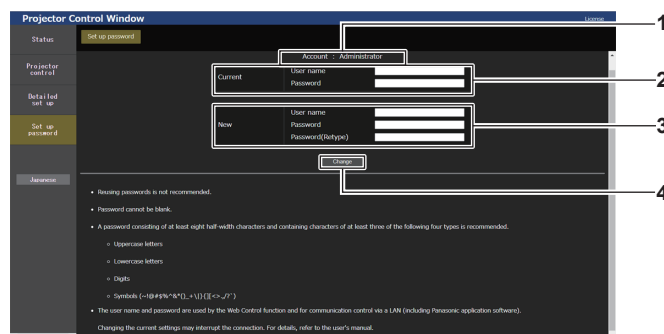 Projector Control Window
License
1
Status
Set up password
Account : Administrator
Projector
control
Current
User name
Password
2
Detailed
set up
New
User name
Password
Password(Retype)
3
Set up
password
Change
4
Japanese
• Reusing passwords is not recommended.
• Password cannot be blank.
• A password consisting of at least eight half-width characters and containing characters of at least three of the following four types is recommended.
o Uppercase letters
o Lowercase letters
o Digits
o Symbols (~!@#$%^&*()_+\|}{][<>.,/?`)
• The user name and password are used by the Web Control function and for communication control via a LAN (including Panasonic application software).
Changing the current settings may interrupt the connection. For details, refer to the user's manual.